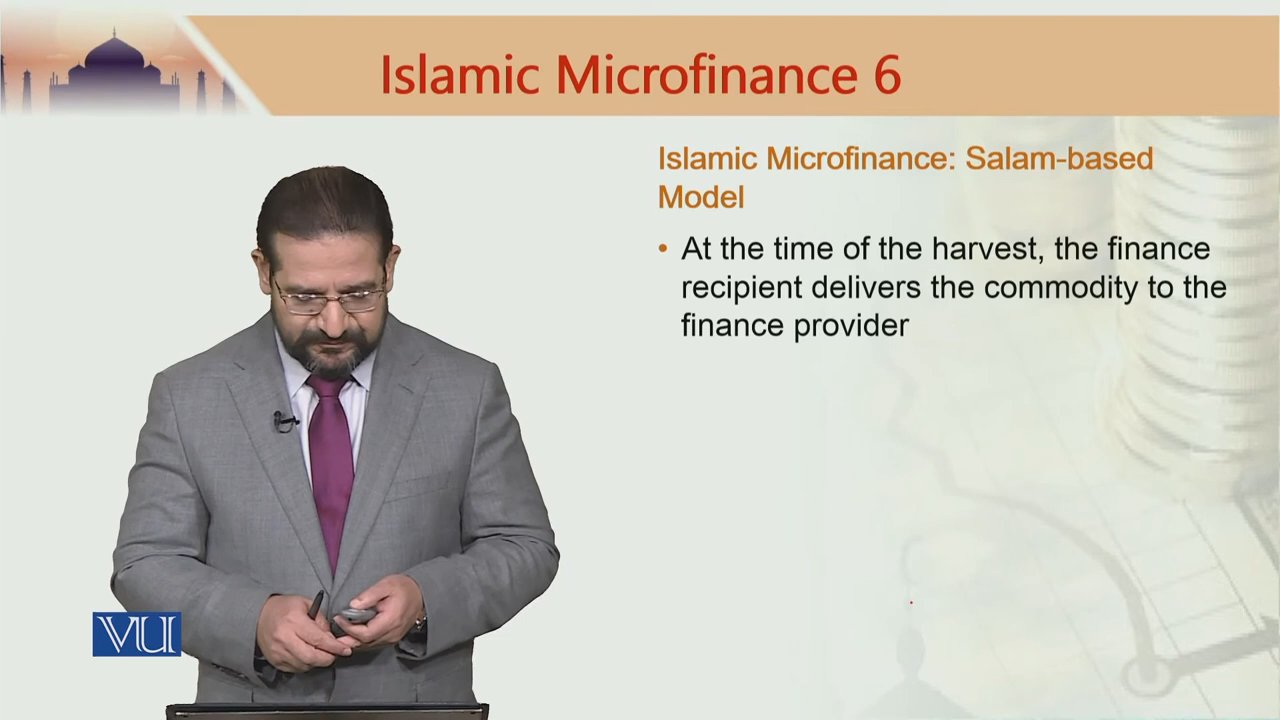 Islamic Microfinance 6
Islamic Microfinance: Salam-based
Model
• At the time of the harvest, the finance
recipient delivers the commodity to the
finance provider
VU